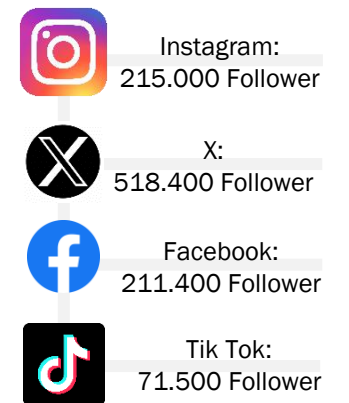 Instagram:
215.000 Follower
X:
518.400 Follower
Facebook:
211.400 Follower
Tik Tok:
71.500 Follower